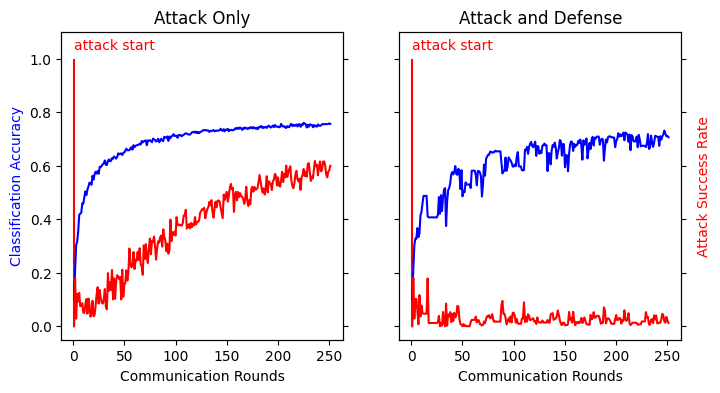 Attack Only
Attack and Defense
attack start
attack start
1.0
0.8
0.6
0.4
0.2
0.0
Classification Accuracy
Attack Success Rate
0 50 100 150 200 250
0 50 100 150 200 250
Communication Rounds
Communication Rounds